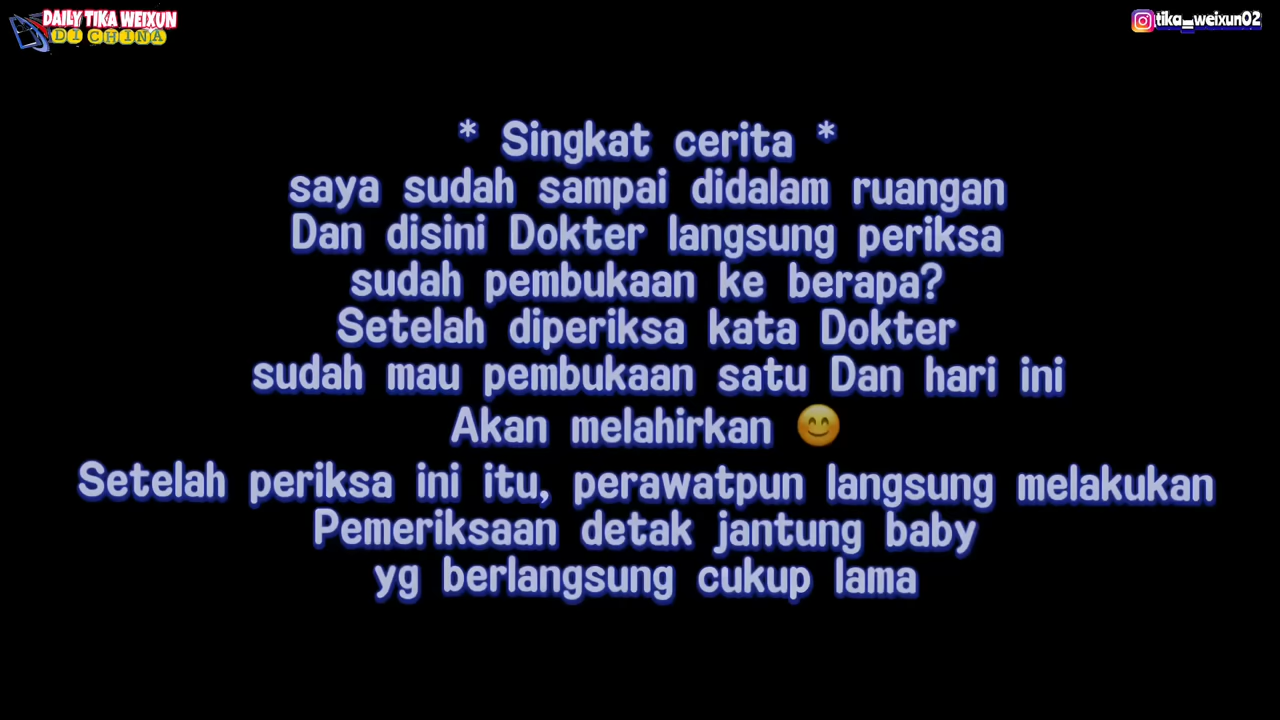 DAILY TIKA WEIXUN
DI CHINA
tika_weixun02
* Singkat cerita *
saya sudah sampai didalam ruangan
Dan disini Dokter langsung periksa
sudah pembukaan ke berapa?
Setelah diperiksa kata Dokter
sudah mau pembukaan satu Dan hari ini
Akan melahirkan 😊
Setelah periksa ini itu, perawatpun langsung melakukan
Pemeriksaan detak jantung baby
yg berlangsung cukup lama